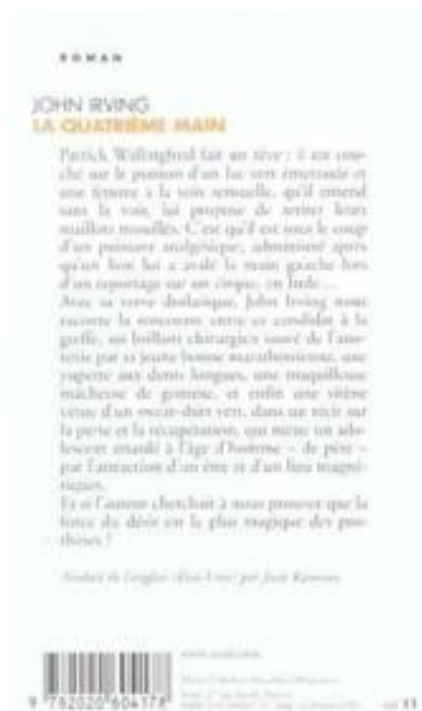 ROMAN
JOHN IRVING
LA QUATRIÈME MAIN
Patrick Wallingford fait un rêve : il est cou-
ché sur le ponton d'un lac vert émeraude et
une femme à la voix sensuelle, qu'il entend
sans la voir, lui propose de retirer leurs
maillots mouillés. C'est qu'il est sous le coup
d'un puissant analgésique, administré après
qu'un lion lui a avalé la main gauche lors
d'un reportage sur un cirque, en Inde...
Avec sa verve drolatique, John Irving nous
raconte la rencontre entre ce candidat à la
greffe, un brillant chirurgien sauvé de l'ano-
rexie par sa jeune bonne
yuppette aux dents longues, une maquilleuse
mâcheuse de gomme, et enfin une sirène
vêtue d'un sweat-shirt vert, dans un récit sur
la perte et la récupération, qui mène un ado-
lescent attardé à l'âge d'homme – de père –
par l'attraction d'un être et d'un lieu magné-
tiques.
Et si l'auteur cherchait à nous prouver que la
force du désir est la plus magique des pro-
thèses ?
Traduit de l'anglais (États-Unis) par Josée Kamoun
9 782020 604178